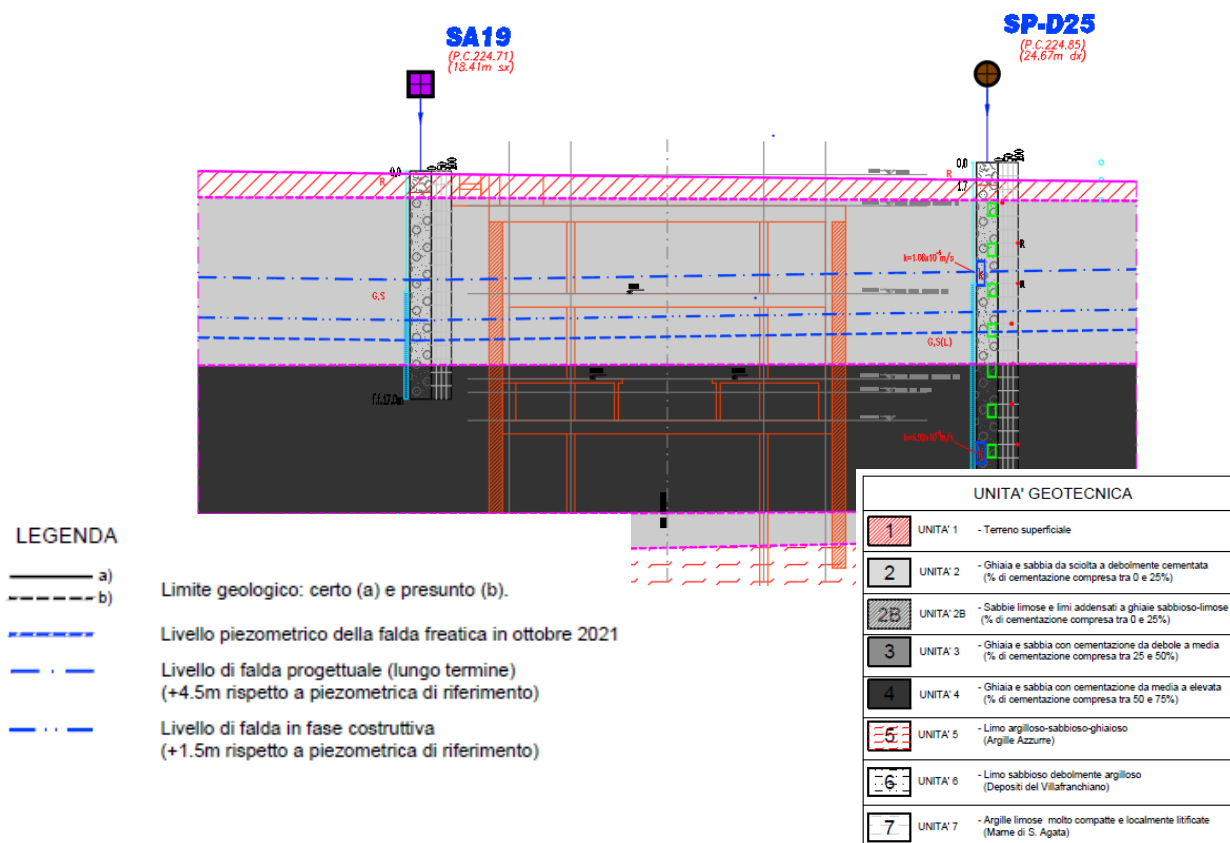 SA19
(P.C.224.71)
(18.41m sx)
SP-D25
(P.C.224.85)
(24.67m dx)
0,0
0
50
100
R
0,0
1.7
0
50
100
R
R
R
G,S
G,S(L)
f.f.17.0m
LEGENDA
a)
b)
Limite geologico: certo (a) e presunto (b).
Livello piezometrico della falda freatica in ottobre 2021
Livello di falda progettuale (lungo termine)
(+4.5m rispetto a piezometrica di riferimento)
Livello di falda in fase costruttiva
(+1.5m rispetto a piezometrica di riferimento)
UNITA' GEOTECNICA
1 UNITA' 1 - Terreno superficiale
2 UNITA' 2 - Ghiaia e sabbia da sciolta a debolmente cementata
(% di cementazione compresa tra 0 e 25%)
2B UNITA' 2B - Sabbie limose e limi addensati a ghiaie sabbioso-limose
(% di cementazione compresa tra 0 e 25%)
3 UNITA' 3 - Ghiaia e sabbia con cementazione da debole a media
(% di cementazione compresa tra 25 e 50%)
4 UNITA' 4 - Ghiaia e sabbia con cementazione da media a elevata
(% di cementazione compresa tra 50 e 75%)
5 UNITA' 5 - Limo argilloso-sabbioso-ghiaioso
(Argille Azzurre)
6 UNITA' 6 - Limo sabbioso debolmente argilloso
(Depositi del Villafranchiano)
7 UNITA' 7 - Argille limose molto compatte e localmente litificate
(Marne di S. Agata)